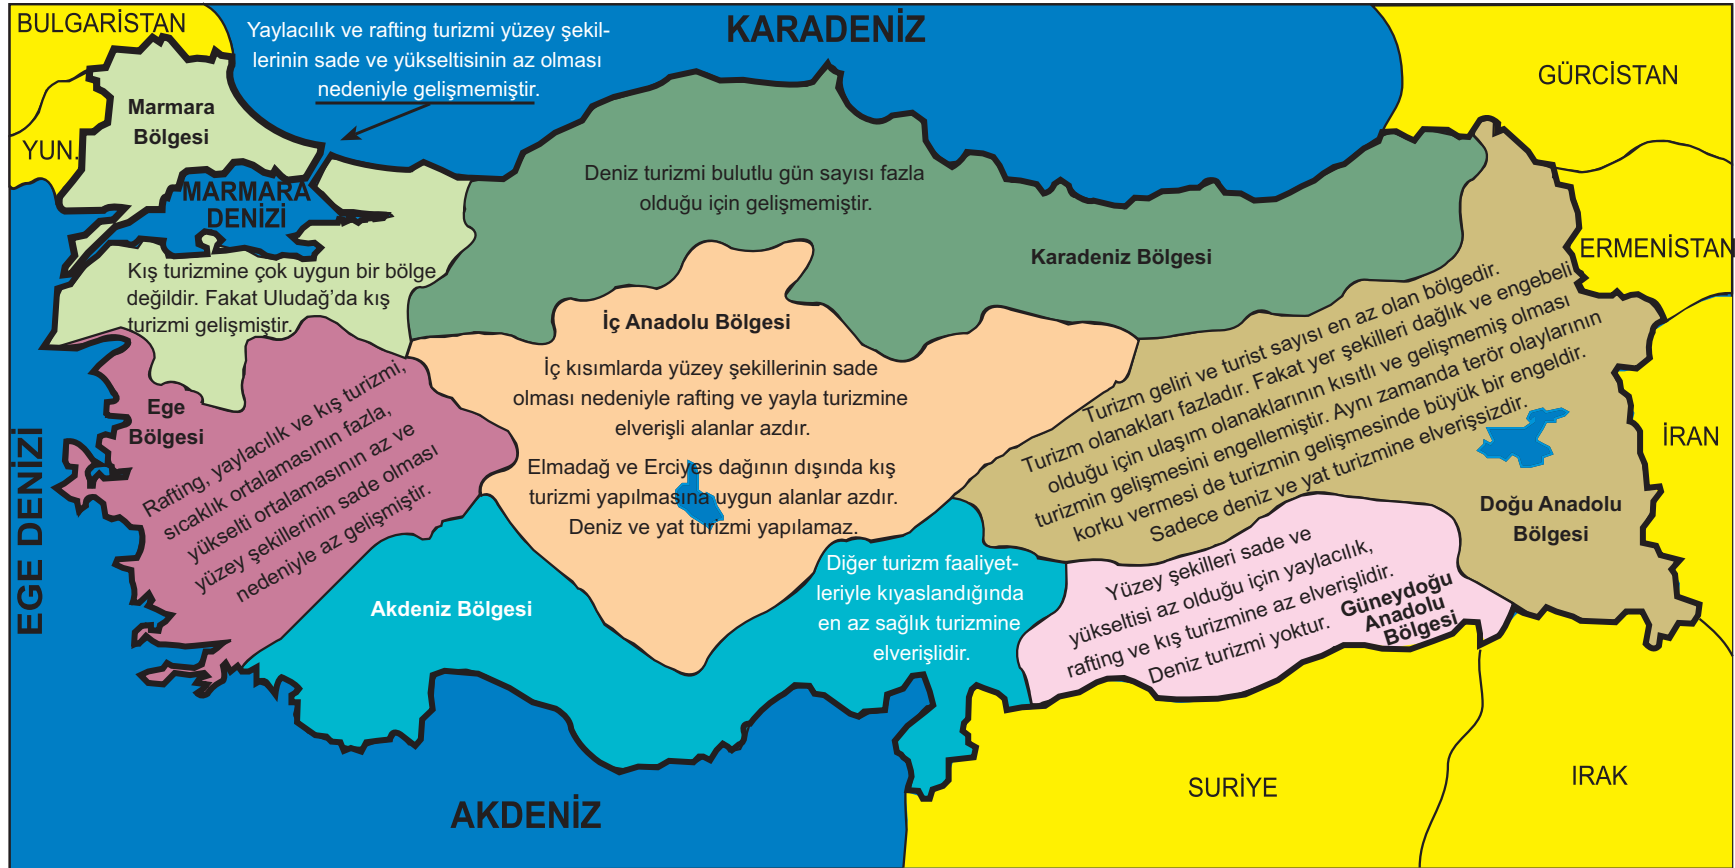 BULGARİSTAN
YUN.
Yaylacılık ve rafting turizmi yüzey şekil-
lerinin sade ve yükseltisinin az olması
nedeniyle gelişmemiştir.
KARADENİZ
GÜRCİSTAN
ERMENİSTAN
İRAN
Marmara
Bölgesi
MARMARA
DENİZİ
Kış turizmine çok uygun bir bölge
değildir. Fakat Uludağ’da kış
turizmi gelişmiştir.
Deniz turizmi bulutlu gün sayısı fazla
olduğu için gelişmemiştir.
Karadeniz Bölgesi
İç Anadolu Bölgesi
İç kısımlarda yüzey şekillerinin sade
olması nedeniyle rafting ve yayla turizmine
elverişli alanlar azdır.
Elmadağ ve Erciyes dağının dışında kış
turizmi yapılmasına uygun alanlar azdır.
Deniz ve yat turizmi yapılamaz.
Turizm geliri ve turist sayısı en az olan bölgedir.
Turizm olanakları fazladır. Fakat yer şekilleri dağlık ve engebeli
olduğu için ulaşım olanaklarının kısıtlı ve gelişmemiş olması
turizmin gelişmesini engellemiştir. Aynı zamanda terör olaylarının
korku vermesi de turizmin gelişmesinde büyük bir engeldir.
Sadece deniz ve yat turizmine elverişsizdir.
Doğu Anadolu
Bölgesi
EGE DENİZİ
Ege
Bölgesi
Rafting, yaylacılık ve kış turizmi,
sıcaklık ortalamasının fazla,
yükselti ortalamasının az ve
yüzey şekillerinin sade olması
nedeniyle az gelişmiştir.
Akdeniz Bölgesi
Diğer turizm faaliyet-
leriyle kıyaslandığında
en az sağlık turizmine
elverişlidir.
Yüzey şekilleri sade ve
yükseltisi az olduğu için yaylacılık,
rafting ve kış turizmine az elverişlidir.
Deniz turizmi yoktur.
Güneydoğu
Anadolu
Bölgesi
AKDENİZ
SURİYE
IRAK